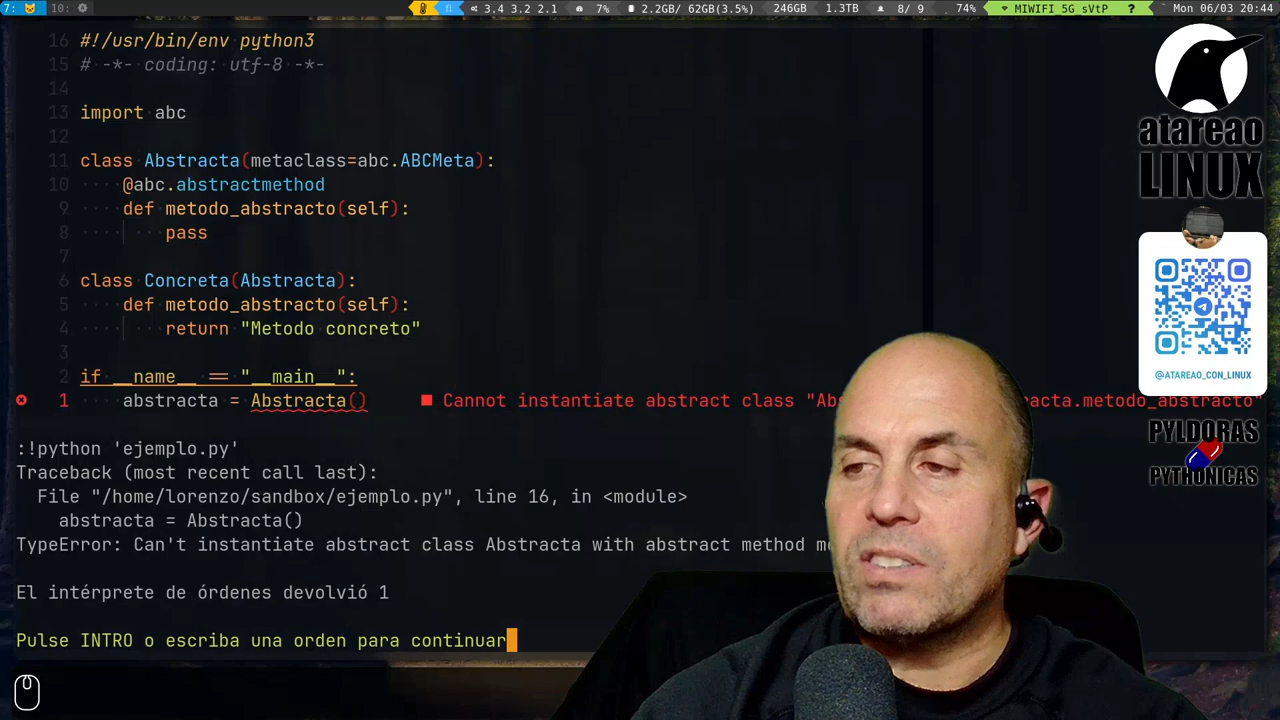 7: 10:
3.4 3.2 2.1 7% 2.2GB/ 62GB(3.5%) 246GB 1.3TB 8/ 9 74% MIWIFI 5G sVtP ? Mon 06/03 20:44
16 #!/usr/bin/env python3
15 # -*- coding: utf-8 -*-
14
13 import abc
12
11 class Abstracta(metaclass=abc.ABCMeta):
10 @abc.abstractmethod
9 def metodo_abstracto(self):
8 pass
7
6 class Concreta(Abstracta):
5 def metodo_abstracto(self):
4 return "Metodo concreto"
3
2 if __name__ == "__main__":
1 abstracta = Abstracta() ■ Cannot instantiate abstract class "Ab acta.metodo_abstracto"
:!python 'ejemplo.py'
Traceback (most recent call last):
File "/home/lorenzo/sandbox/ejemplo.py", line 16, in <module>
abstracta = Abstracta()
TypeError: Can't instantiate abstract class Abstracta with abstract method
El intérprete de órdenes devolvió 1
Pulse INTRO o escriba una orden para continuar
atareao
LINUX
@ATAREAO_CON_LINUX
PYLDORAS
PYTHONICAS